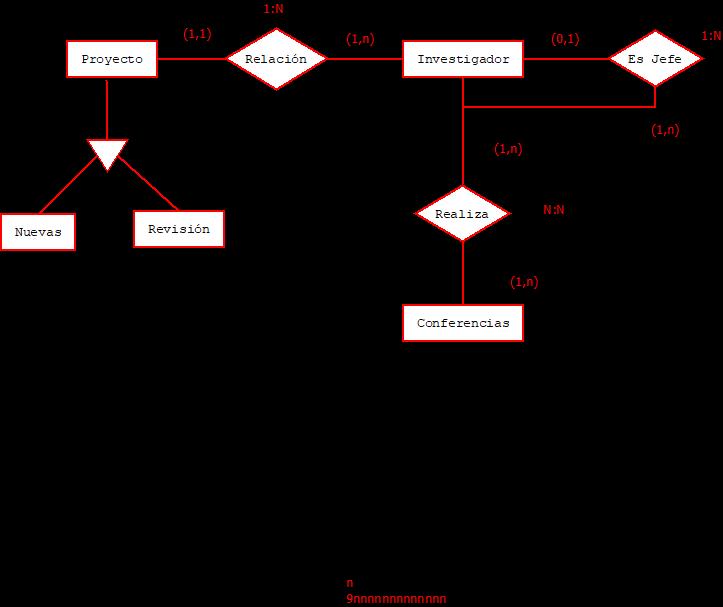 1:N
(1,1) (1,n) (0,1) 1:N
Proyecto Relación Investigador Es Jefe
(1,n)
(1,n)
N:N
Nuevas Revisión Realiza
(1,n)
Conferencias
n
9nnnnnnnnnnnnn